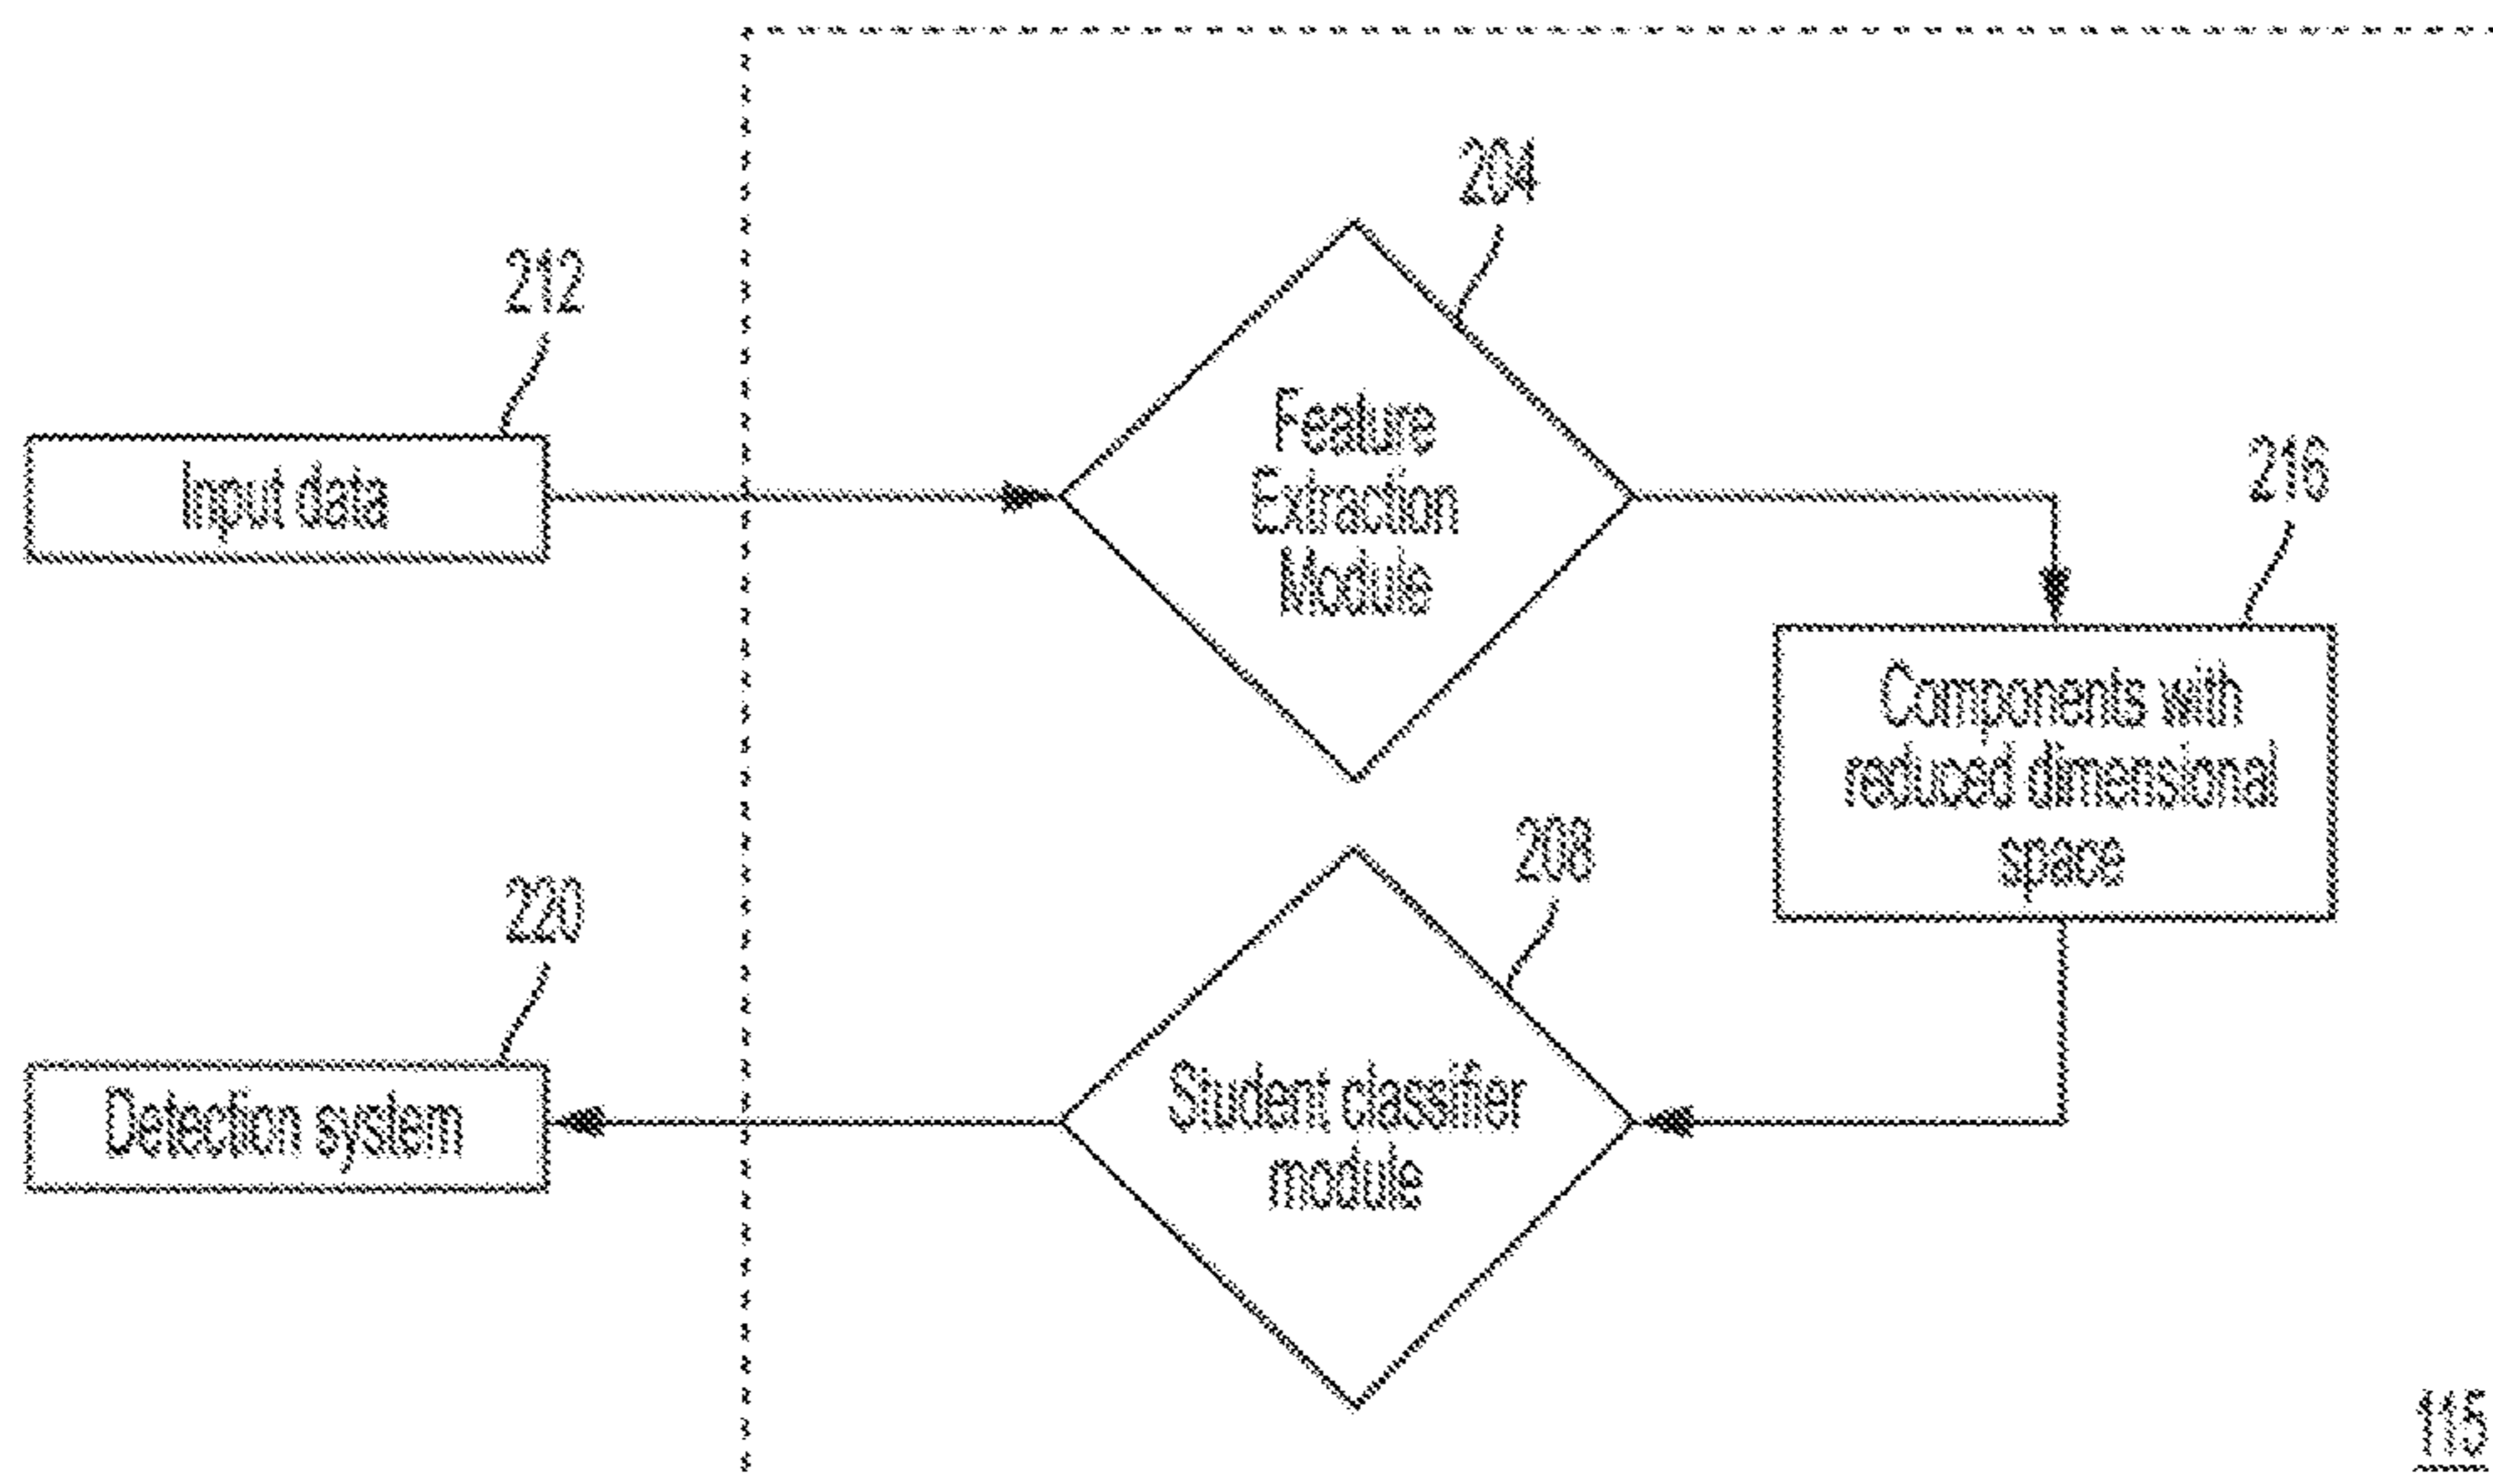 204
212
Feature
Extraction
Module
Input data
216
Components with
reduced dimensional
space
208
220
Student classifier
module
Detection system
115